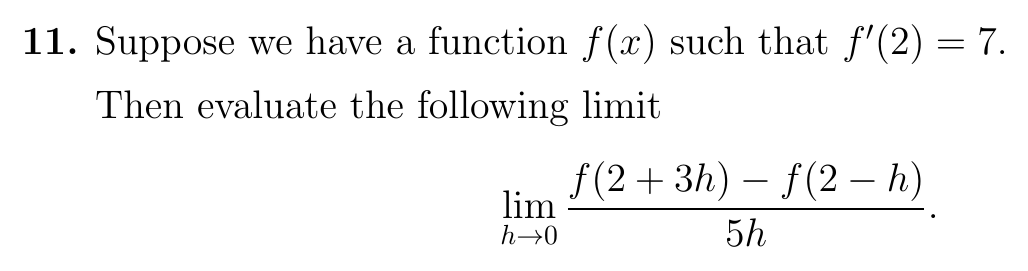 11. Suppose we have a function f(x) such that f′(2) = 7.
Then evaluate the following limit
lim_{h→0} \frac{f(2 + 3h) − f(2 − h)}{5h}.